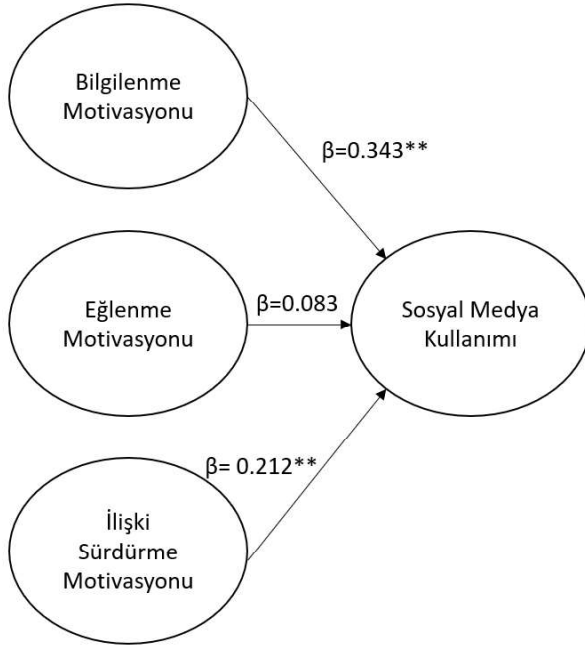 Bilgilenme
Motivasyonu
β=0.343**
Eğlenme
Motivasyonu
β=0.083
Sosyal Medya
Kullanımı
β= 0.212**
İlişki
Sürdürme
Motivasyonu